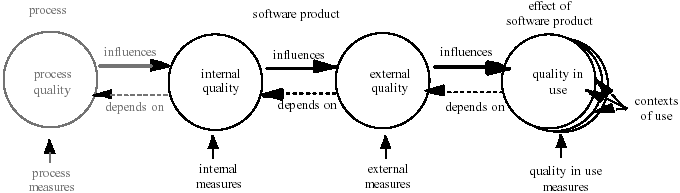 process
software product
effect of
software product
influences
influences
influences
process
quality
internal
quality
external
quality
quality in
use
depends on
depends on
depends on
contexts
of use
process
measures
internal
measures
external
measures
quality in use
measures